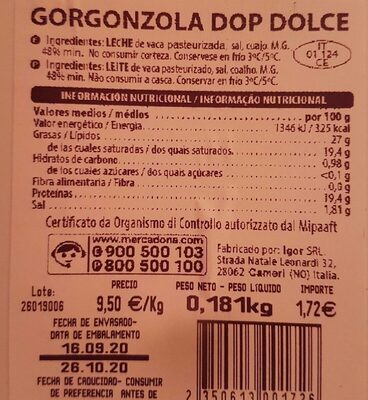 GORGONZOLA DOP DOLCE
Ingredientes: LECHE de vaca pasteurizada, sal, cuajo. M.G.
48% min. No consumir corteza. Conservese en frío 3ºC/5ºC.
Ingredientes: LEITE de vaca pasteurizado, sal, coalho. M.G.
48% min. Não consumir a casca. Conservar em frio 3ºC/5ºC.
IT
01 124
CE
INFORMACIÓN NUTRICIONAL / INFORMAÇÃO NUTRICIONAL
Valores medios / médios por 100 g
Valor energético / Energia 1346 kJ / 325 kcal
Grasas / Lípidos 27 g
de las cuales saturadas / dos quais saturados. 19,4 g
Hidratos de carbono 0,98 g
de los cuales azúcares / dos quais açúcares <0,1 g
Fibra alimentaria / Fibra 0,0 g
Proteínas 19,4 g
Sal 1,81 g
Certificato da Organismo di Controllo autorizzato dal Mipaaft
www.mercadona.com
900 500 103
800 500 100
Fabricado por: Igor SRL
Strada Natale Leonardi 32,
28062 Cameri (NO) Italia.
Lote: PRECIO PESO NETO - PESO LÍQUIDO IMPORTE
26019006 9,50 €/Kg 0,181kg 1,72€
FECHA DE ENVASADO-
DATA DE EMBALAMENTO
16.09.20
26.10.20
FECHA DE CADUCIDAD- CONSUMIR
DE PREFERENCIA ANTES DE
2 350613 001726